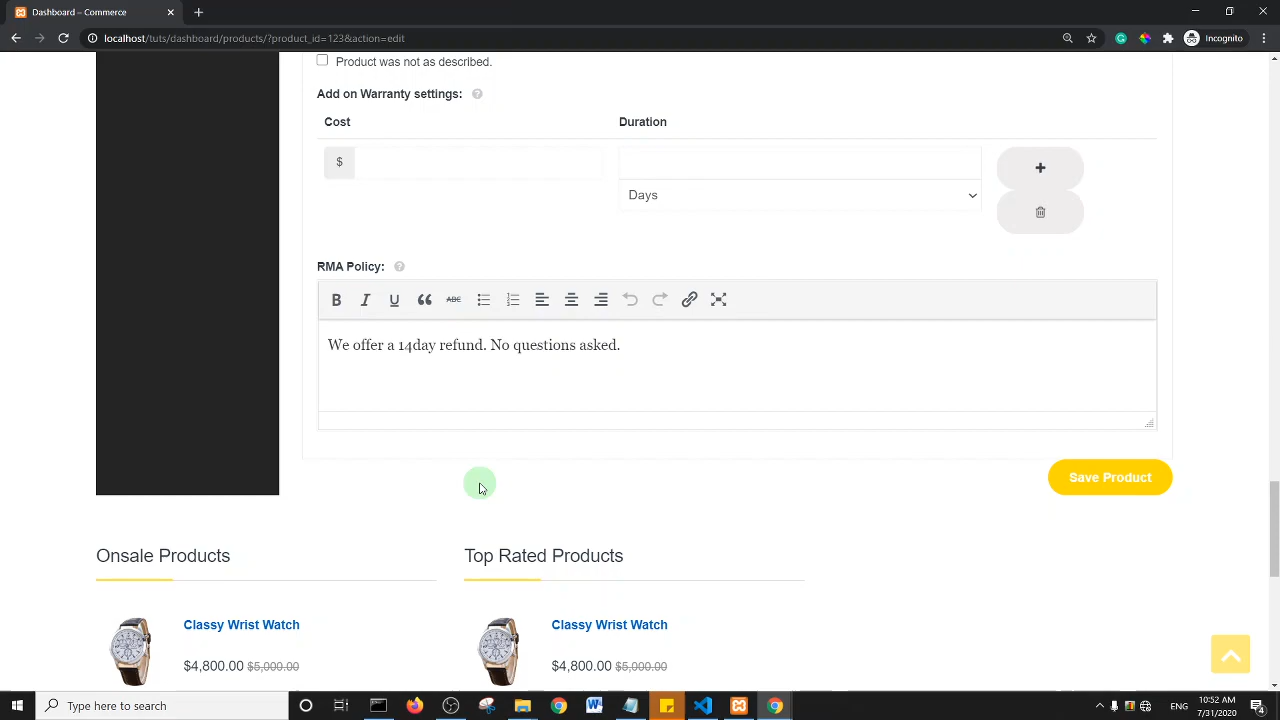 Dashboard – Commerce
localhost/tuts/dashboard/products/?product_id=123&action=edit
Incognito
Product was not as described.
Add on Warranty settings: ?
Cost Duration
$
Days
RMA Policy: ?
B I U ABC
We offer a 14day refund. No questions asked.
Save Product
Onsale Products Top Rated Products
Classy Wrist Watch Classy Wrist Watch
$4,800.00 $5,000.00 $4,800.00 $5,000.00
Type here to search
10:52 AM
7/31/2020